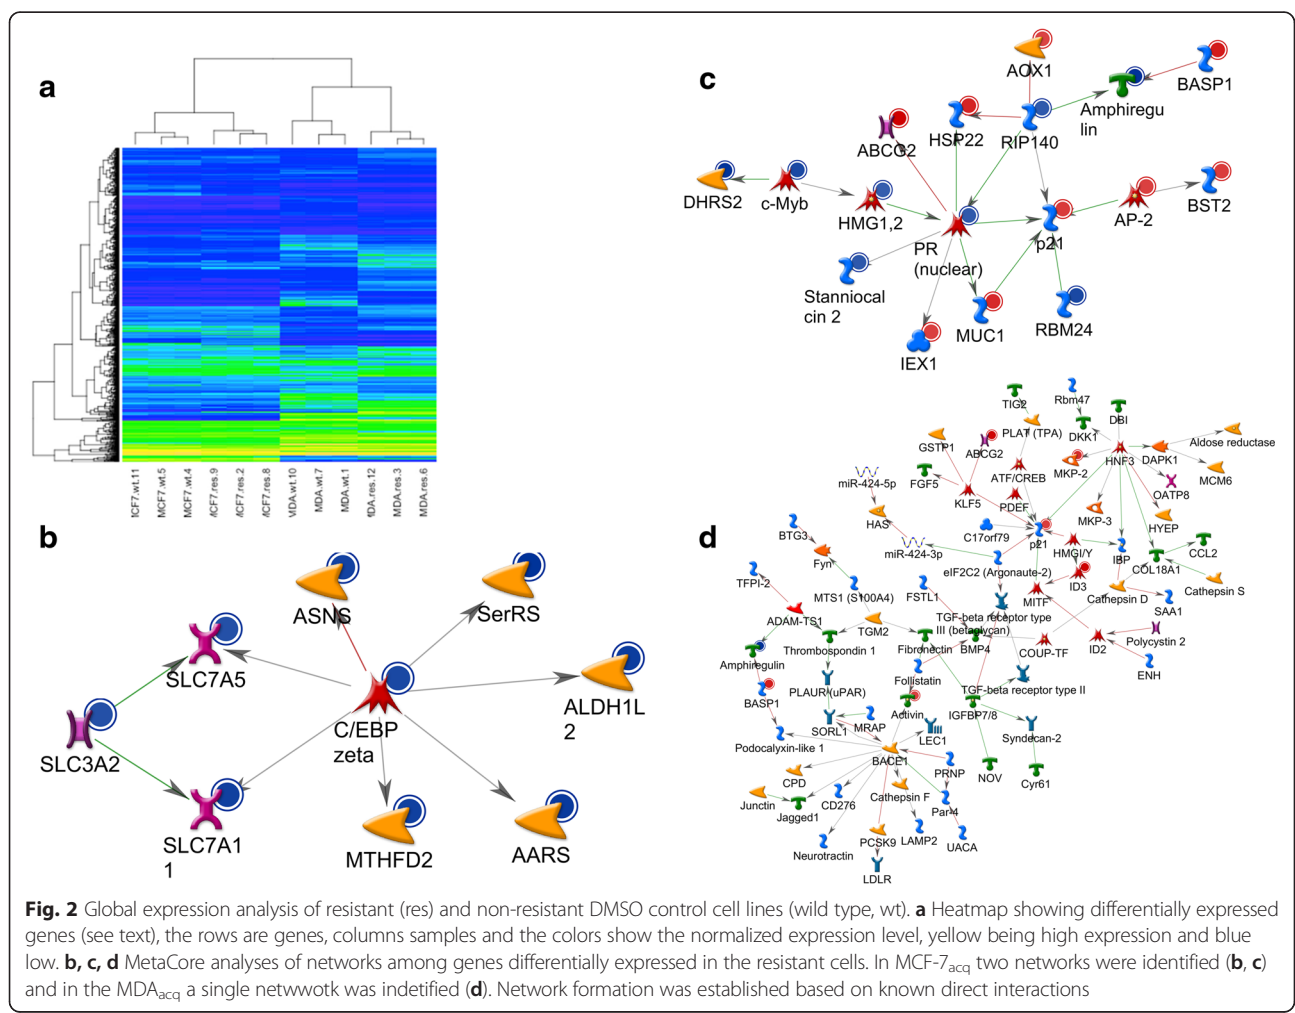 a
MCF7.wt.11
MCF7.wt.5
MCF7.wt.4
MCF7.res.9
MCF7.res.2
MCF7.res.8
MDA.wt.10
MDA.wt.7
MDA.wt.1
MDA.res.12
MDA.res.3
MDA.res.6
b
ASNS
SerRS
SLC7A5
ALDH1L
2
C/EBP
zeta
SLC3A2
SLC7A1
1
MTHFD2
AARS
c
AOX1
BASP1
Amphiregu
lin
HSP22
RIP140
ABCG2
DHRS2
c-Myb
HMG1,2
AP-2
BST2
PR
(nuclear)
p21
Stanniocal
cin 2
MUC1
RBM24
IEX1
d
TIG2
Rbm47
DBI
PLAT (TPA)
DKK1
Aldose reductase
GSTP1
ABCG2
HNF3
DAPK1
MKP-2
MCM6
miR-424-5p
FGF5
ATF/CREB
OATP8
KLF5
PDEF
MKP-3
HYEP
HAS
C17orf79
p21
BTG3
miR-424-3p
HMGI/Y
IBP
CCL2
Fyn
eIF2C2 (Argonaute-2)
COL18A1
TFPI-2
MTS1 (S100A4)
FSTL1
ID3
MITF
Cathepsin D
Cathepsin S
SAA1
ADAM-TS1
TGM2
TGF-beta receptor type
III (betaglycan)
Thrombospondin 1
Fibronectin
BMP4
COUP-TF
ID2
Polycystin 2
Amphiregulin
Follistatin
ENH
PLAUR (uPAR)
TGF-beta receptor type II
BASP1
Activin
IGFBP7/8
SORL1
MRAP
LEC1
Syndecan-2
Podocalyxin-like 1
BACE1
PRNP
CPD
NOV
Cyr61
Junctin
Jagged1
CD276
Cathepsin F
Par-4
Neurotractin
PCSK9
LAMP2
UACA
LDLR
Fig. 2 Global expression analysis of resistant (res) and non-resistant DMSO control cell lines (wild type, wt). a Heatmap showing differentially expressed
genes (see text), the rows are genes, columns samples and the colors show the normalized expression level, yellow being high expression and blue
low. b, c, d MetaCore analyses of networks among genes differentially expressed in the resistant cells. In MCF-7acq two networks were identified (b, c)
and in the MDAacq a single netwwotk was indetified (d). Network formation was established based on known direct interactions